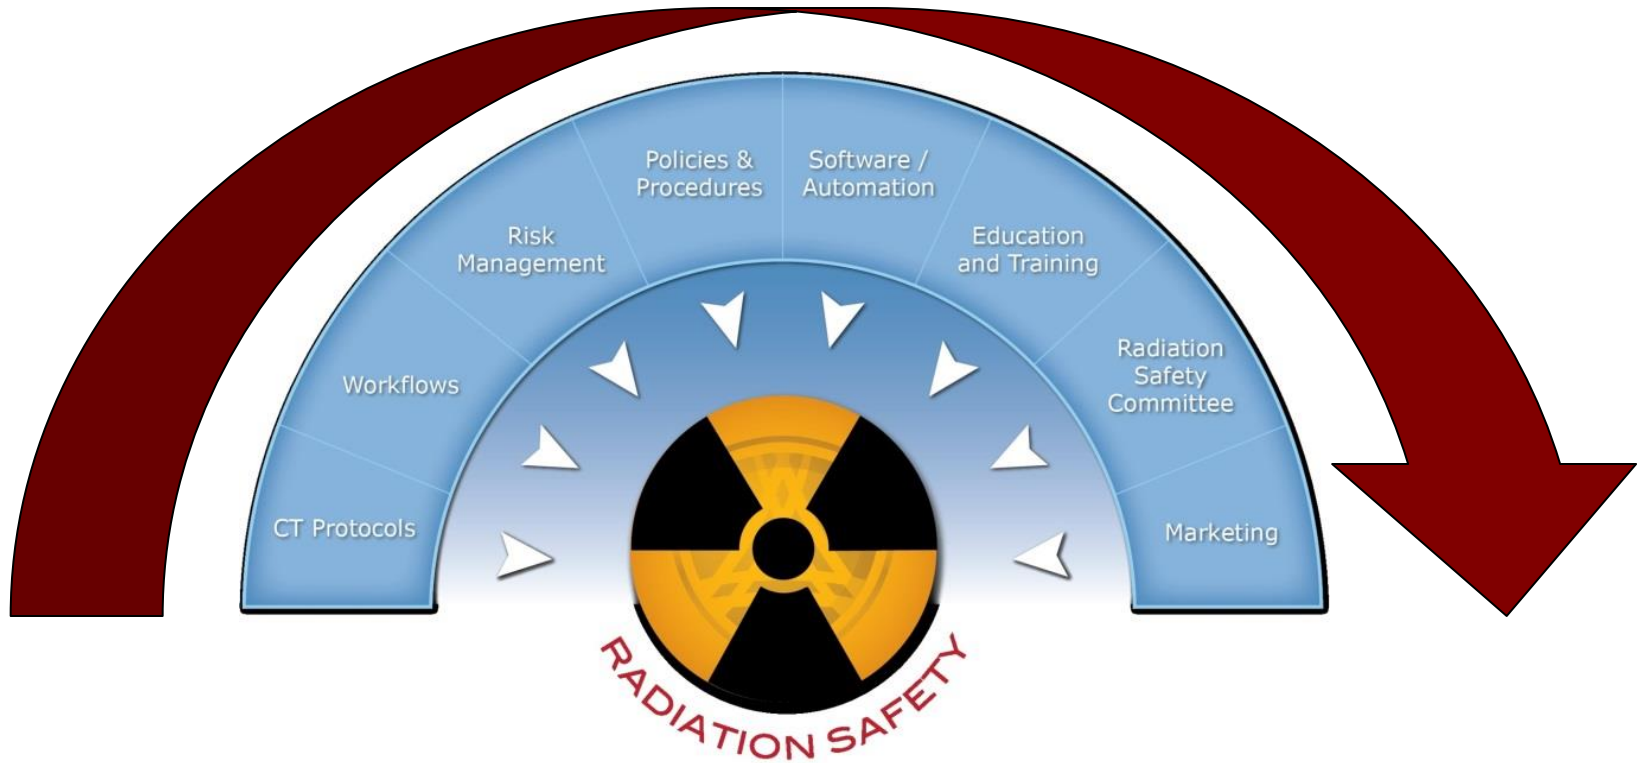 Policies &
Procedures
Software /
Automation
Risk
Management
Education
and Training
Workflows
Radiation
Safety
Committee
CT Protocols
Marketing
RADIATION SAFETY